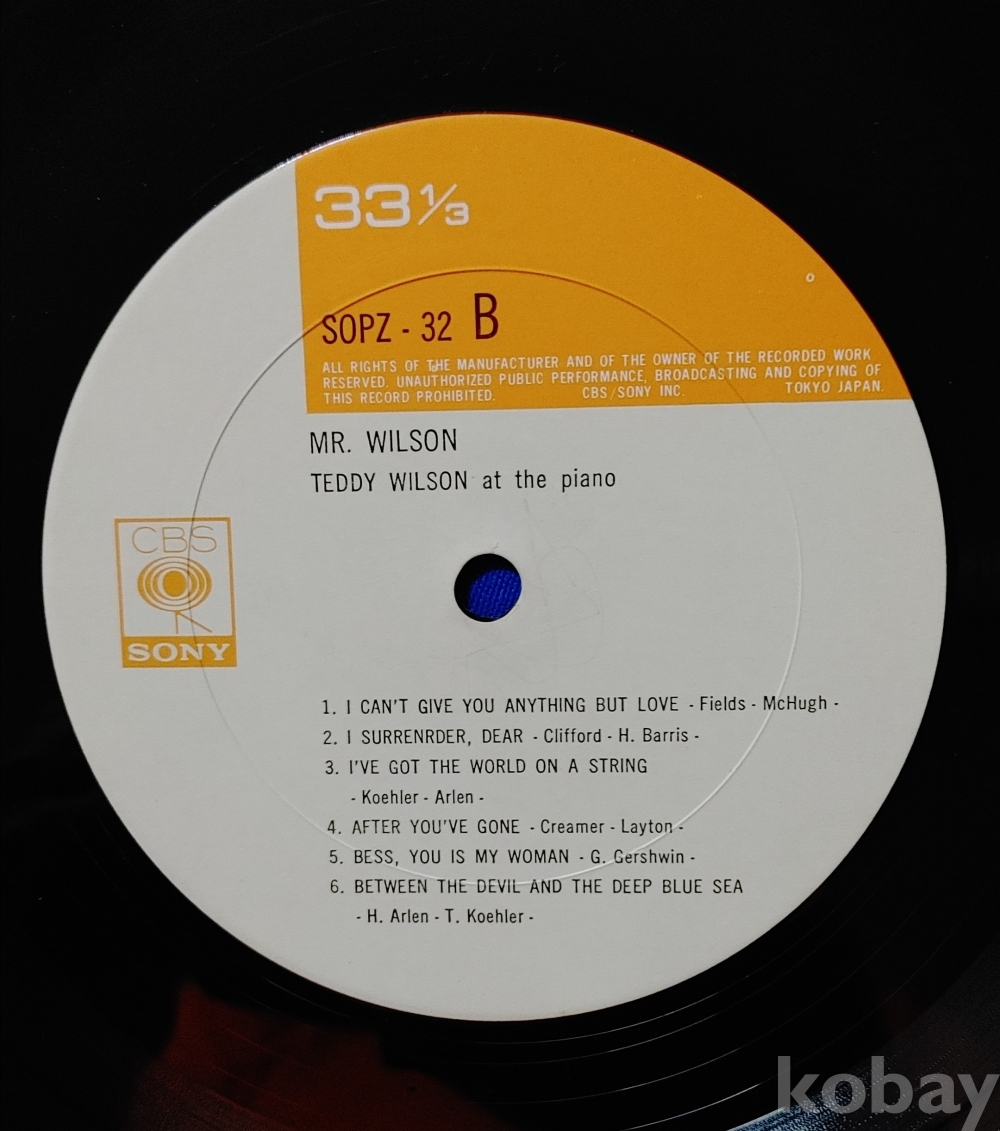 33 1/3
SOPZ - 32 B
ALL RIGHTS OF THE MANUFACTURER AND OF THE OWNER OF THE RECORDED WORK
RESERVED. UNAUTHORIZED PUBLIC PERFORMANCE, BROADCASTING AND COPYING OF
THIS RECORD PROHIBITED. CBS/SONY INC. TOKYO JAPAN.
MR. WILSON
TEDDY WILSON at the piano
CBS
SONY
1. I CAN'T GIVE YOU ANYTHING BUT LOVE - Fields - McHugh -
2. I SURRENRDER, DEAR - Clifford - H. Barris -
3. I'VE GOT THE WORLD ON A STRING
- Koehler - Arlen -
4. AFTER YOU'VE GONE - Creamer - Layton -
5. BESS, YOU IS MY WOMAN - G. Gershwin -
6. BETWEEN THE DEVIL AND THE DEEP BLUE SEA
- H. Arlen - T. Koehler -
kobay